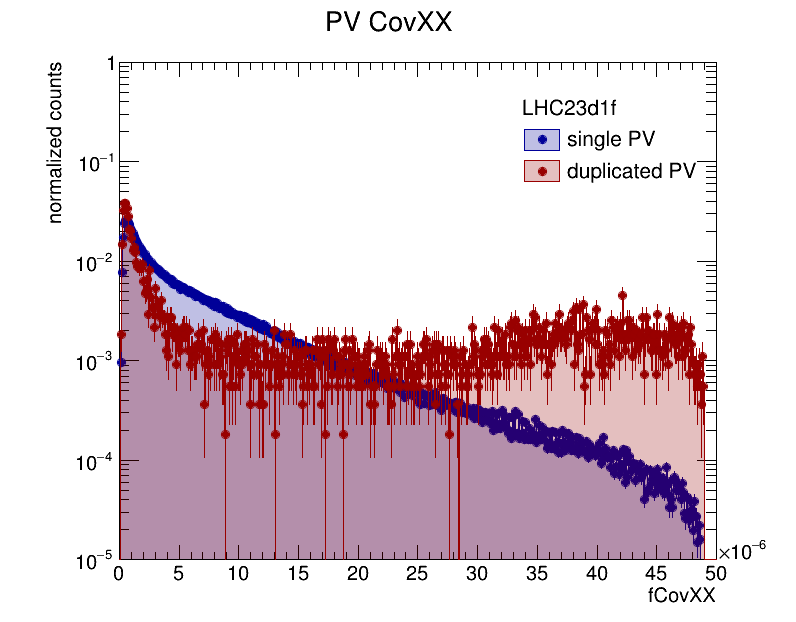 PV CovXX
normalized counts
1
10⁻¹
10⁻²
10⁻³
10⁻⁴
10⁻⁵
LHC23d1f
single PV
duplicated PV
0 5 10 15 20 25 30 35 40 45 50
×10⁻⁶
fCovXX